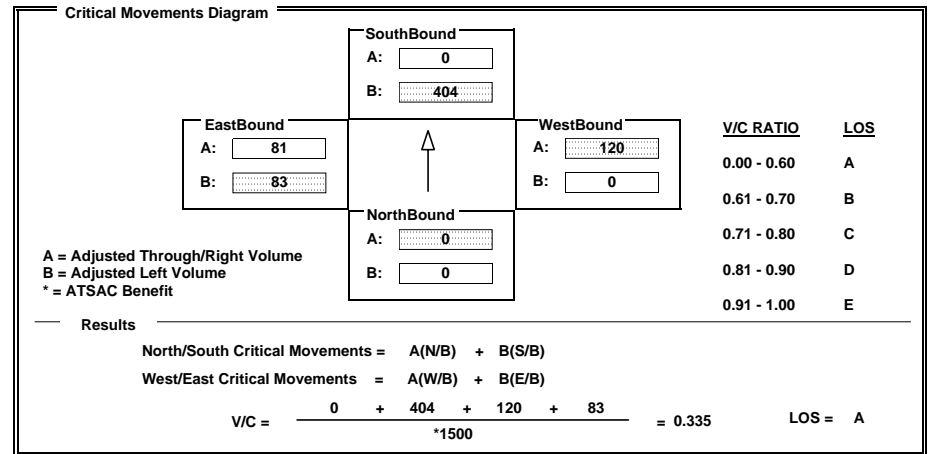 Critical Movements Diagram
SouthBound
A: 0
B: 404
EastBound
A: 81
B: 83
WestBound
A: 120
B: 0
NorthBound
A: 0
B: 0
V/C RATIO LOS
0.00 - 0.60 A
0.61 - 0.70 B
0.71 - 0.80 C
0.81 - 0.90 D
0.91 - 1.00 E
A = Adjusted Through/Right Volume
B = Adjusted Left Volume
* = ATSAC Benefit
Results
North/South Critical Movements = A(N/B) + B(S/B)
West/East Critical Movements = A(W/B) + B(E/B)
0 + 404 + 120 + 83
V/C = = 0.335 LOS = A
*1500